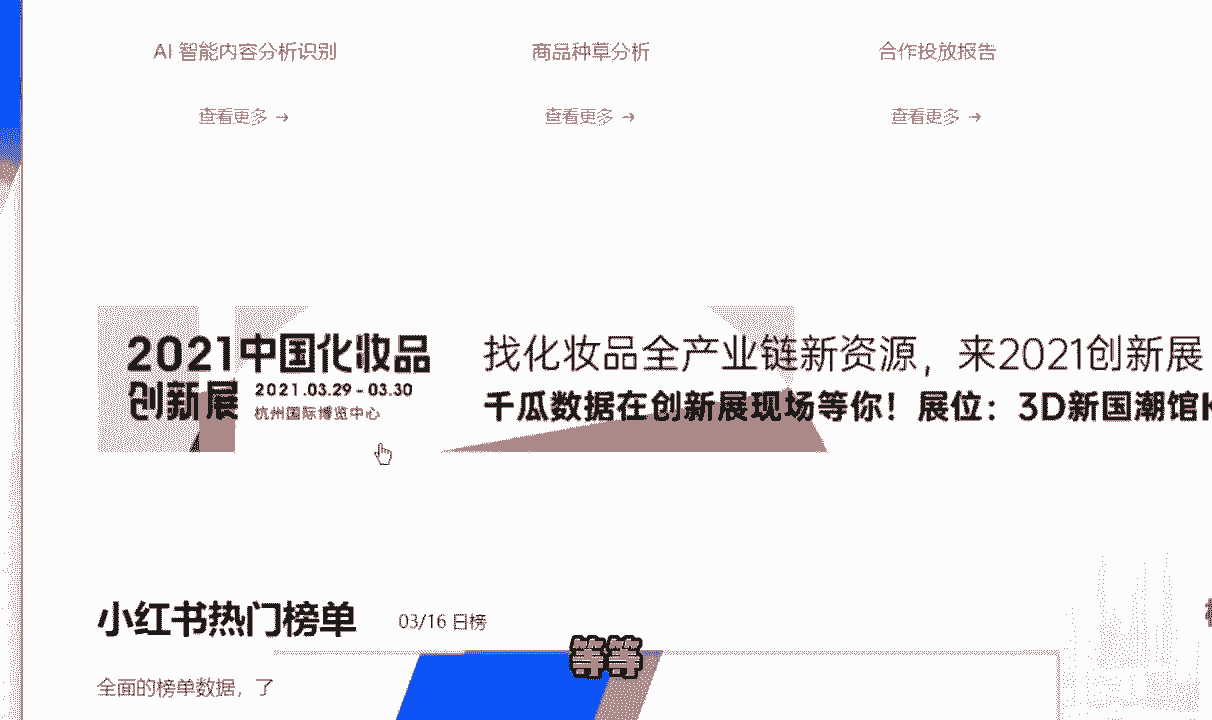 AI 智能内容分析识别
商品种草分析
合作投放报告
查看更多 →
查看更多 →
查看更多 →
2021中国化妆品
创新展
2021.03.29 - 03.30
杭州国际博览中心
找化妆品全产业链新资源，来2021创新展
千瓜数据在创新展现场等你！展位：3D新国潮馆
小红书热门榜单
03/16 日榜
等等
全面的榜单数据，了